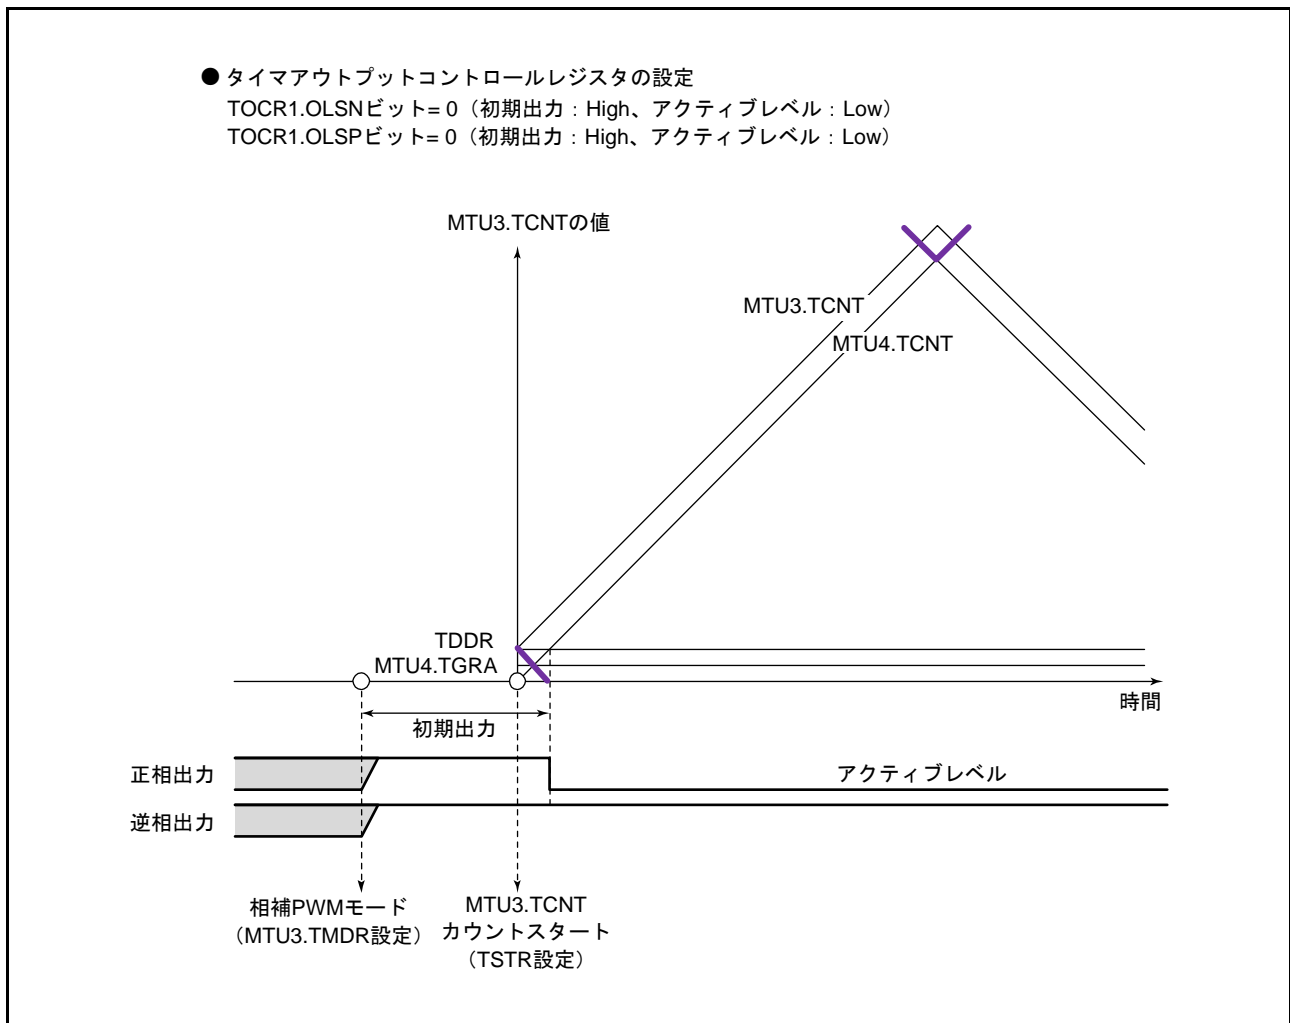 ● タイマアウトプットコントロールレジスタの設定
TOCR1.OLSNビット= 0（初期出力：High、アクティブレベル：Low）
TOCR1.OLSPビット= 0（初期出力：High、アクティブレベル：Low）
MTU3.TCNTの値
MTU3.TCNT
MTU4.TCNT
TDDR
MTU4.TGRA
時間
初期出力
正相出力
アクティブレベル
逆相出力
相補PWMモード
（MTU3.TMDR設定）
MTU3.TCNT
カウントスタート
（TSTR設定）